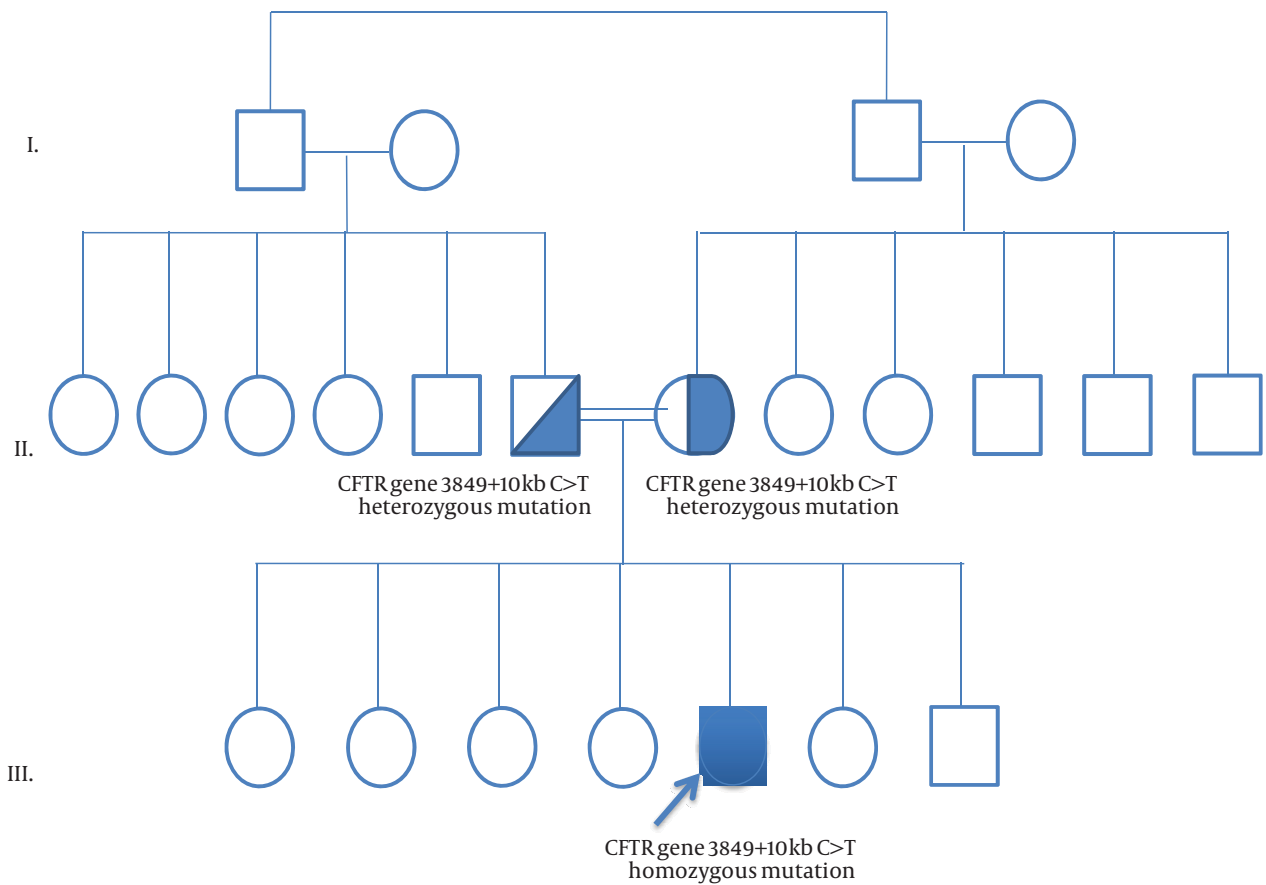 I.
II.
CFTR gene 3849+10kb C>T
heterozygous mutation
CFTR gene 3849+10kb C>T
heterozygous mutation
III.
CFTR gene 3849+10kb C>T
homozygous mutation